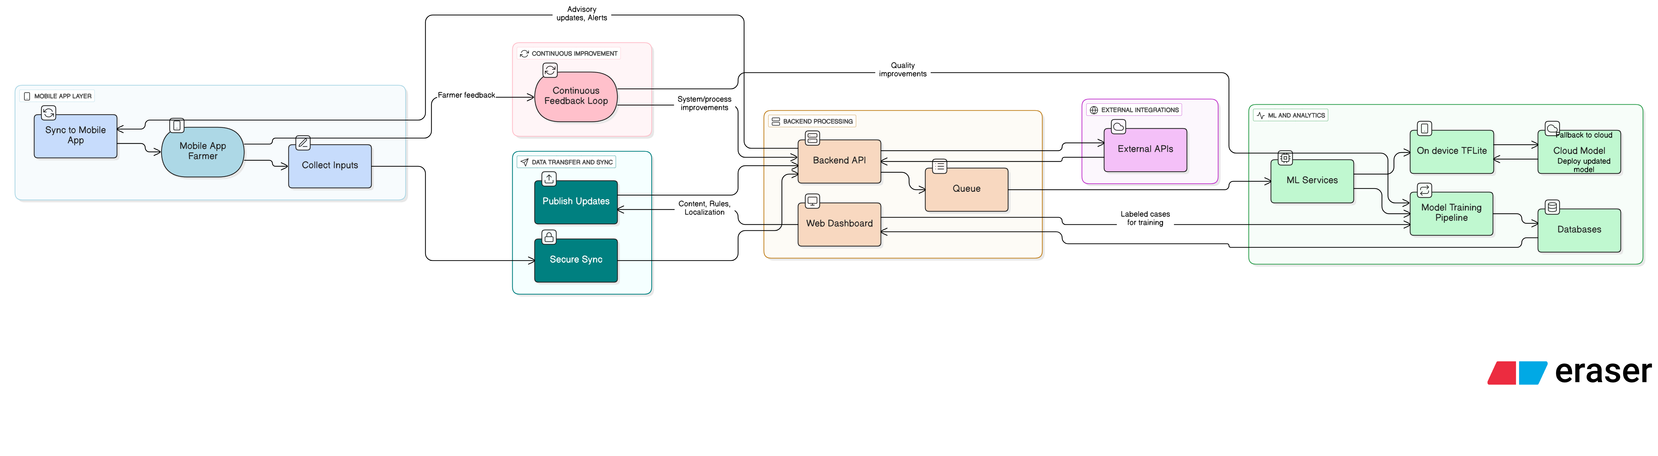 Advisory
updates, Alerts
CONTINUOUS IMPROVEMENT
Continuous
Feedback Loop
Quality
improvements
MOBILE APP LAYER
Sync to Mobile
App
Mobile App
Farmer
Collect Inputs
Farmer feedback
System/process
improvements
DATA TRANSFER AND SYNC
Publish Updates
Secure Sync
Content, Rules,
Localization
BACKEND PROCESSING
Backend API
Queue
Web Dashboard
EXTERNAL INTEGRATIONS
External APIs
Labeled cases
for training
ML AND ANALYTICS
ML Services
On device TFLite
Fallback to cloud
Cloud Model
Deploy updated
model
Model Training
Pipeline
Databases
eraser